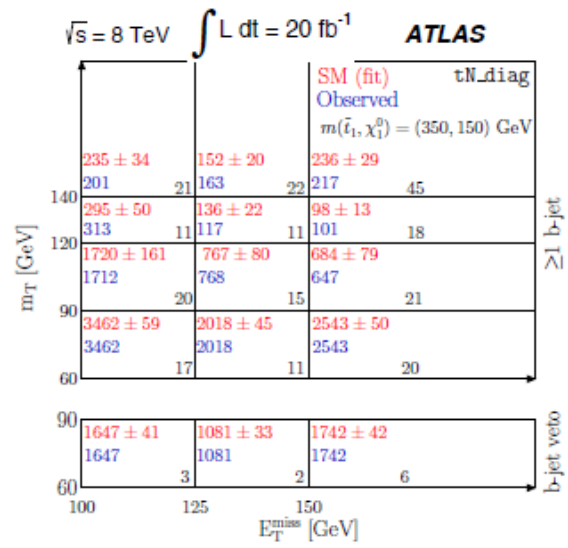 √s = 8 TeV ∫ L dt = 20 fb⁻¹ ATLAS
SM (fit) tN_diag
Observed
m(t̃₁, χ₁⁰) = (350, 150) GeV
235 ± 34 152 ± 20 236 ± 29
201 21 163 22 217 45
140
295 ± 50 136 ± 22 98 ± 13
313 11 117 11 101 18
120
1720 ± 161 767 ± 80 684 ± 79
1712 768 647
20 15 21
90
3462 ± 59 2018 ± 45 2543 ± 50
3462 2018 2543
17 11 20
60
m_T [GeV]
≥1 b-jet
90
1647 ± 41 1081 ± 33 1742 ± 42
1647 1081 1742
3 2 6
60
b-jet veto
100 125 150
E_T^miss [GeV]